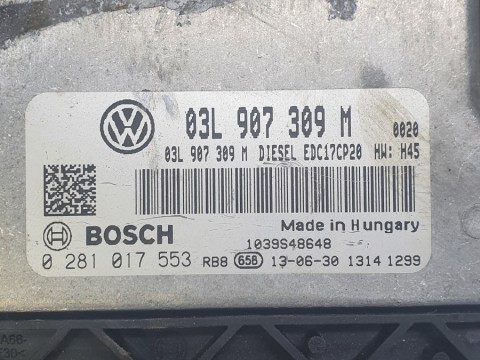 03L 907 309 M 0020
03L 907 309 M DIESEL EDC17CP20 HW: H45
BOSCH
Made in Hungary
1039S48648
0 281 017 553 RB8 658 13-06-30 1314 1299